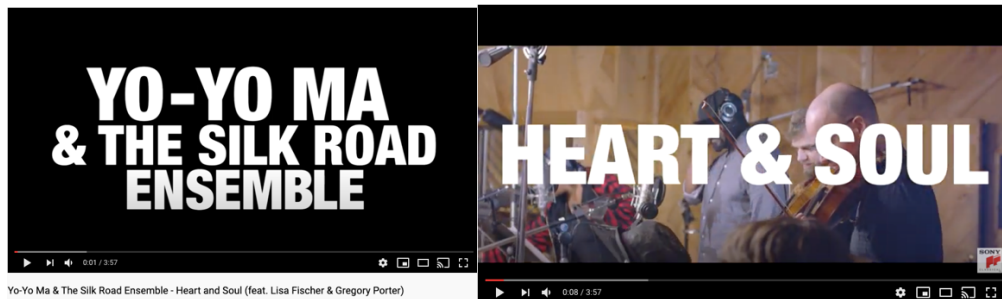 YO-YO MA
& THE SILK ROAD
ENSEMBLE
0:01 / 3:57
Yo-Yo Ma & The Silk Road Ensemble - Heart and Soul (feat. Lisa Fischer & Gregory Porter)
HEART & SOUL
SONY
0:08 / 3:57